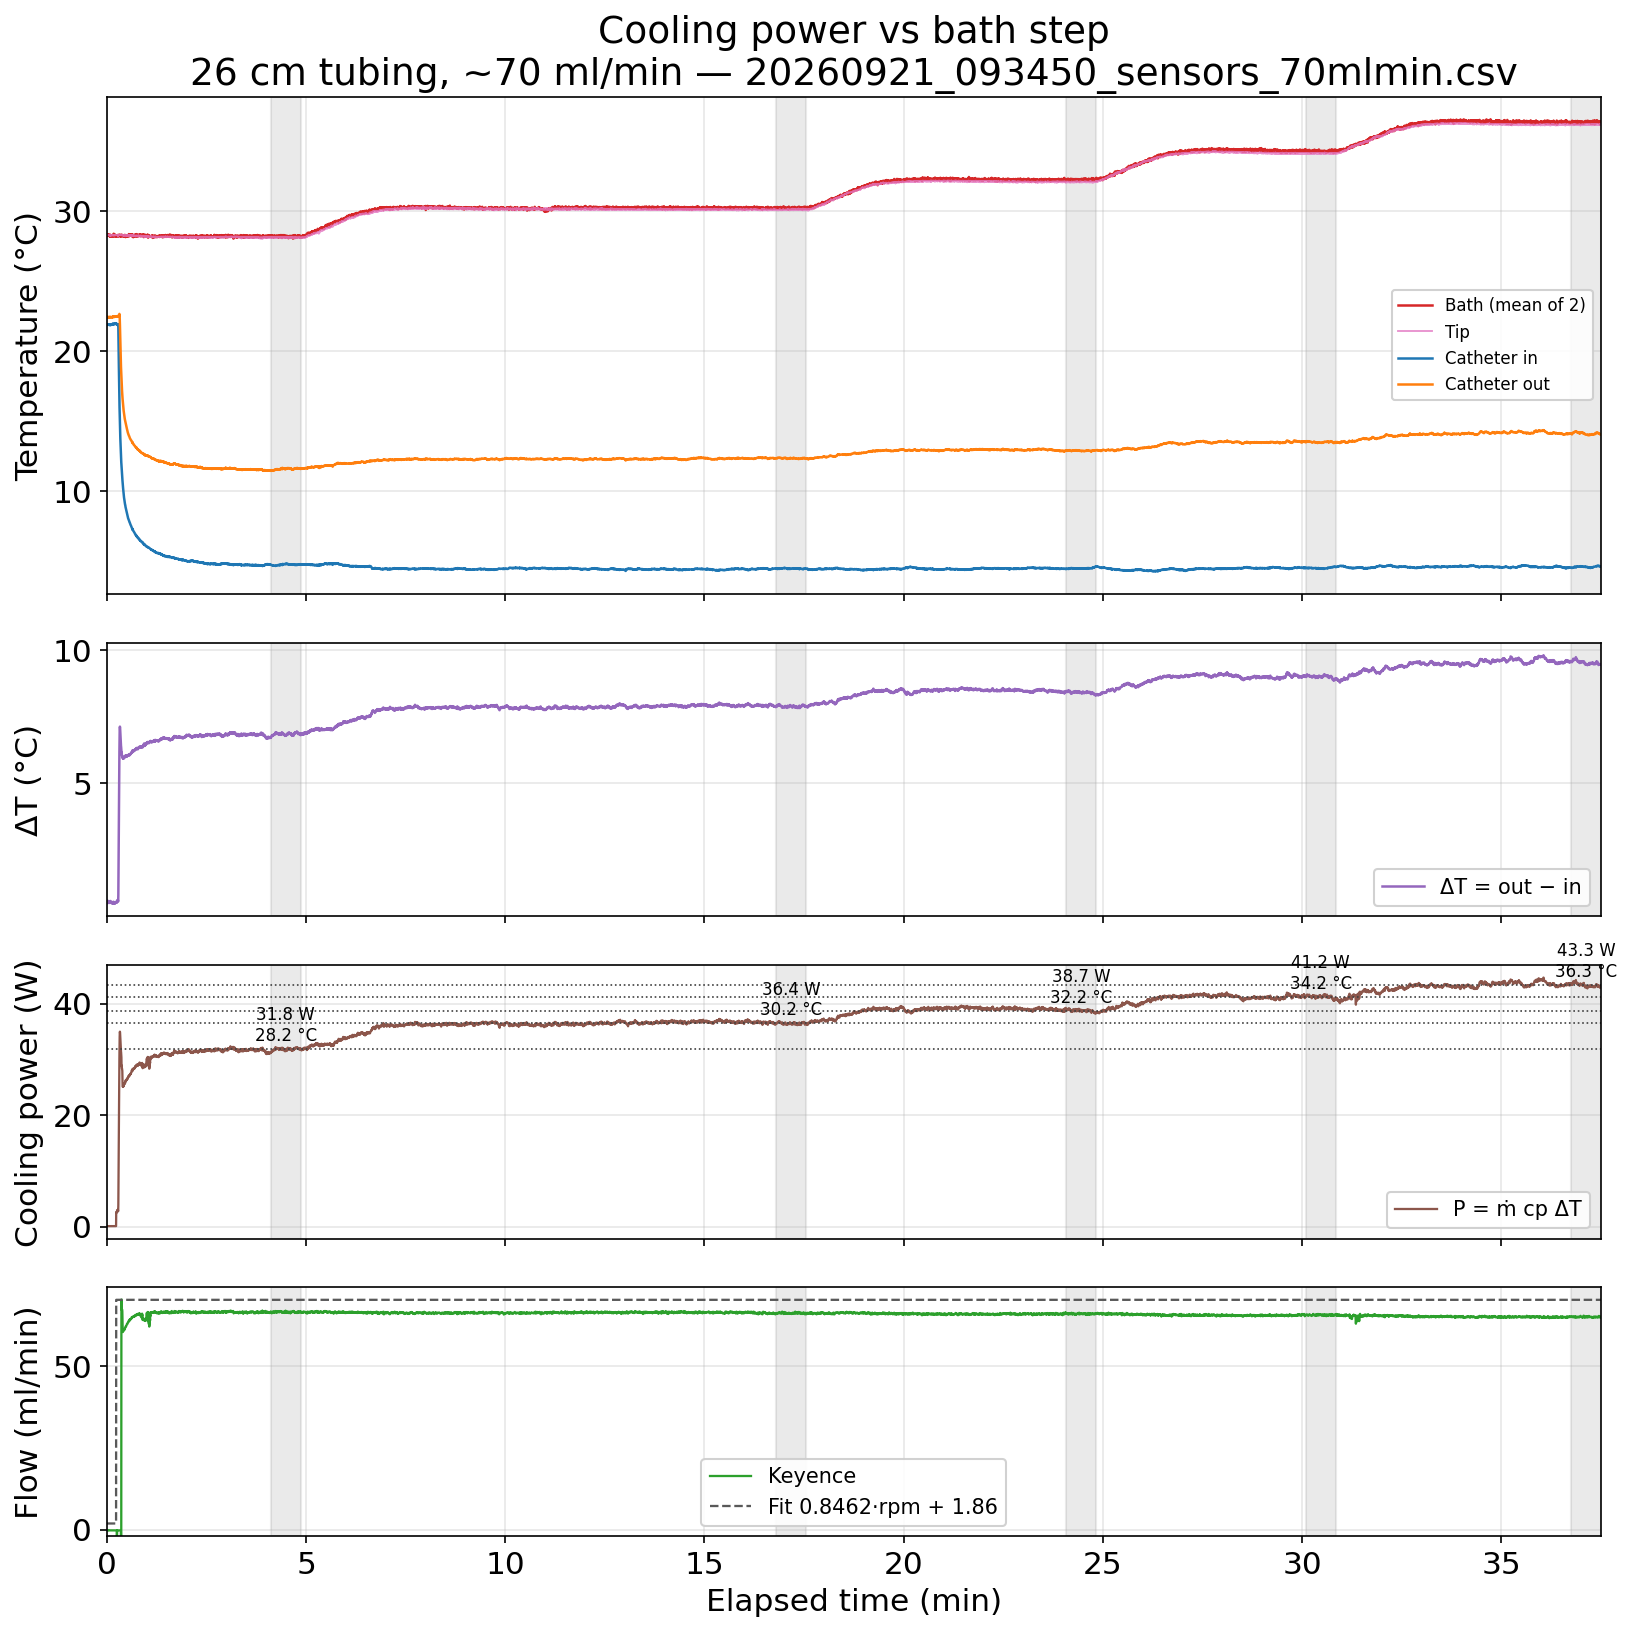 Cooling power vs bath step
26 cm tubing, ~70 ml/min — 20260921_093450_sensors_70mlmin.csv
Temperature (°C)
30
20
10
Bath (mean of 2)
Tip
Catheter in
Catheter out
ΔT (°C)
10
5
ΔT = out − in
Cooling power (W)
40
20
0
31.8 W
28.2 °C
36.4 W
30.2 °C
38.7 W
32.2 °C
41.2 W
34.2 °C
43.3 W
36.3 °C
P = ṁ cp ΔT
Flow (ml/min)
50
0
Keyence
Fit 0.8462·rpm + 1.86
0 5 10 15 20 25 30 35
Elapsed time (min)